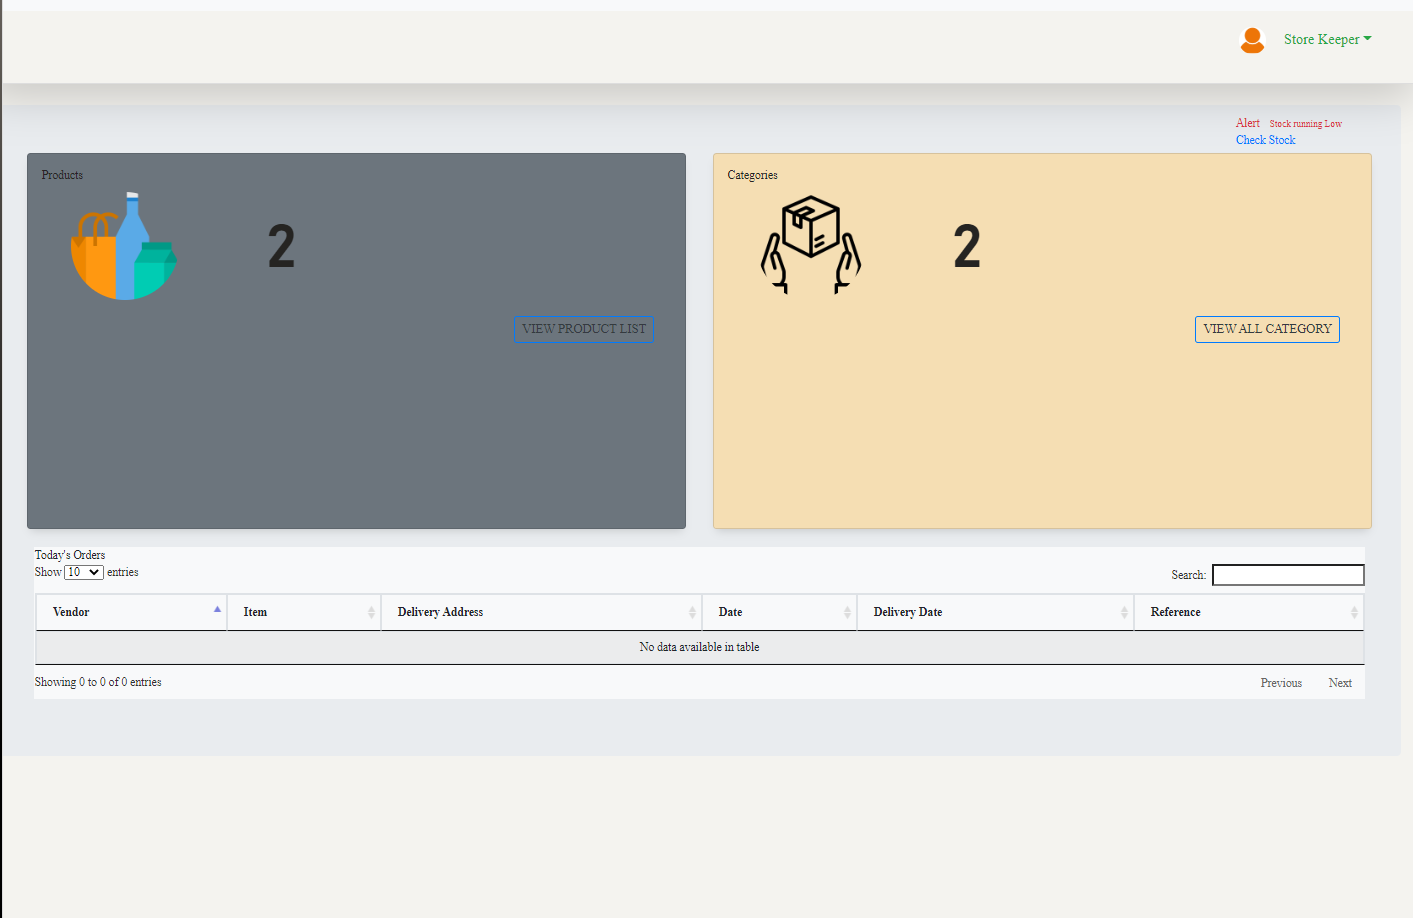 Store Keeper
Alert Stock running Low
Check Stock
Products
2
VIEW PRODUCT LIST
Categories
2
VIEW ALL CATEGORY
Today's Orders
Show 10 entries
Search:
Vendor Item Delivery Address Date Delivery Date Reference
No data available in table
Showing 0 to 0 of 0 entries
Previous Next